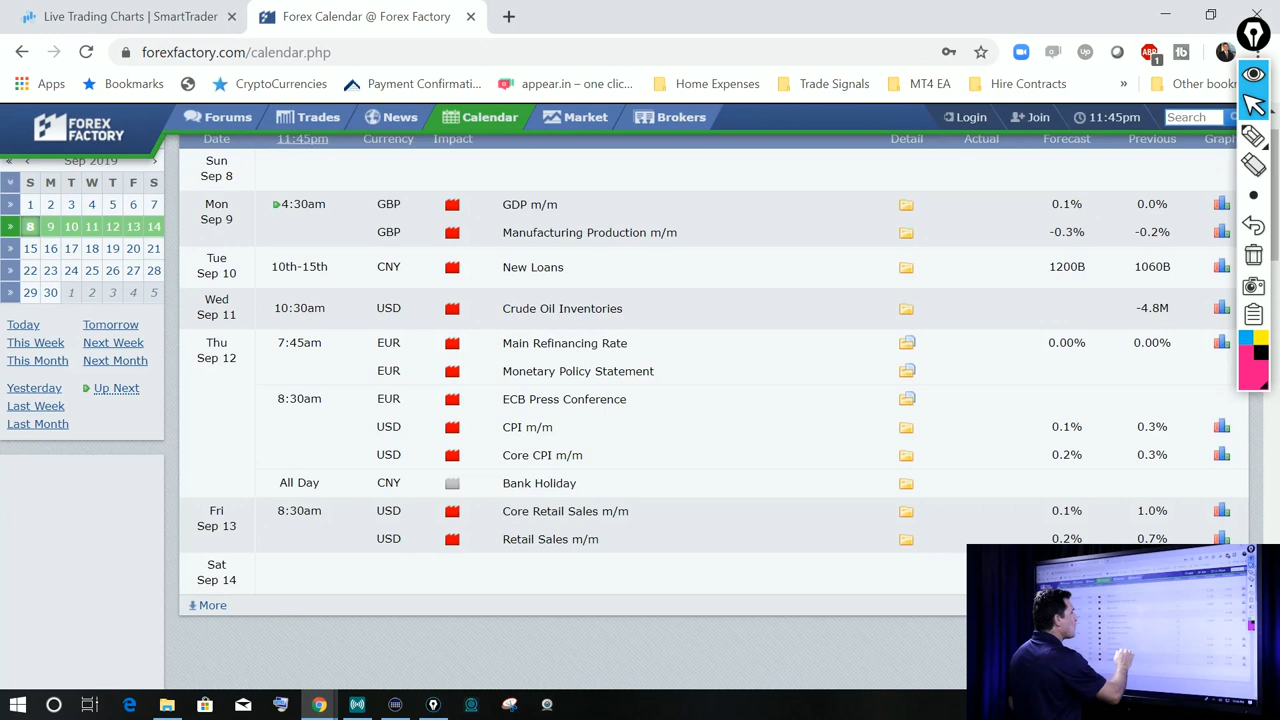 Live Trading Charts | SmartTrader
Forex Calendar @ Forex Factory
forexfactory.com/calendar.php
ABP
1
Apps
Bookmarks
CryptoCurrencies
Payment Confirmati...
appear.in – one clic...
Home Expenses
Trade Signals
MT4 EA
Hire Contracts
»
Other bookm
FOREX FACTORY
Forums
Trades
News
Calendar
Market
Brokers
Login
Join
11:45pm
Search
Date 11:45pm Currency Impact Detail Actual Forecast Previous Graph
« ‹ Sep 2019 ›
S M T W T F S
» 1 2 3 4 5 6 7
» 8 9 10 11 12 13 14
» 15 16 17 18 19 20 21
» 22 23 24 25 26 27 28
» 29 30 1 2 3 4 5
Today Tomorrow
This Week Next Week
This Month Next Month
Yesterday Up Next
Last Week
Last Month
Sun
Sep 8
Mon
Sep 9
4:30am GBP GDP m/m 0.1% 0.0%
GBP Manufacturing Production m/m -0.3% -0.2%
Tue
Sep 10
10th-15th CNY New Loans 1200B 1060B
Wed
Sep 11
10:30am USD Crude Oil Inventories -4.8M
Thu
Sep 12
7:45am EUR Main Refinancing Rate 0.00% 0.00%
EUR Monetary Policy Statement
8:30am EUR ECB Press Conference
USD CPI m/m 0.1% 0.3%
USD Core CPI m/m 0.2% 0.3%
All Day CNY Bank Holiday
Fri
Sep 13
8:30am USD Core Retail Sales m/m 0.1% 1.0%
USD Retail Sales m/m 0.2% 0.7%
Sat
Sep 14
More